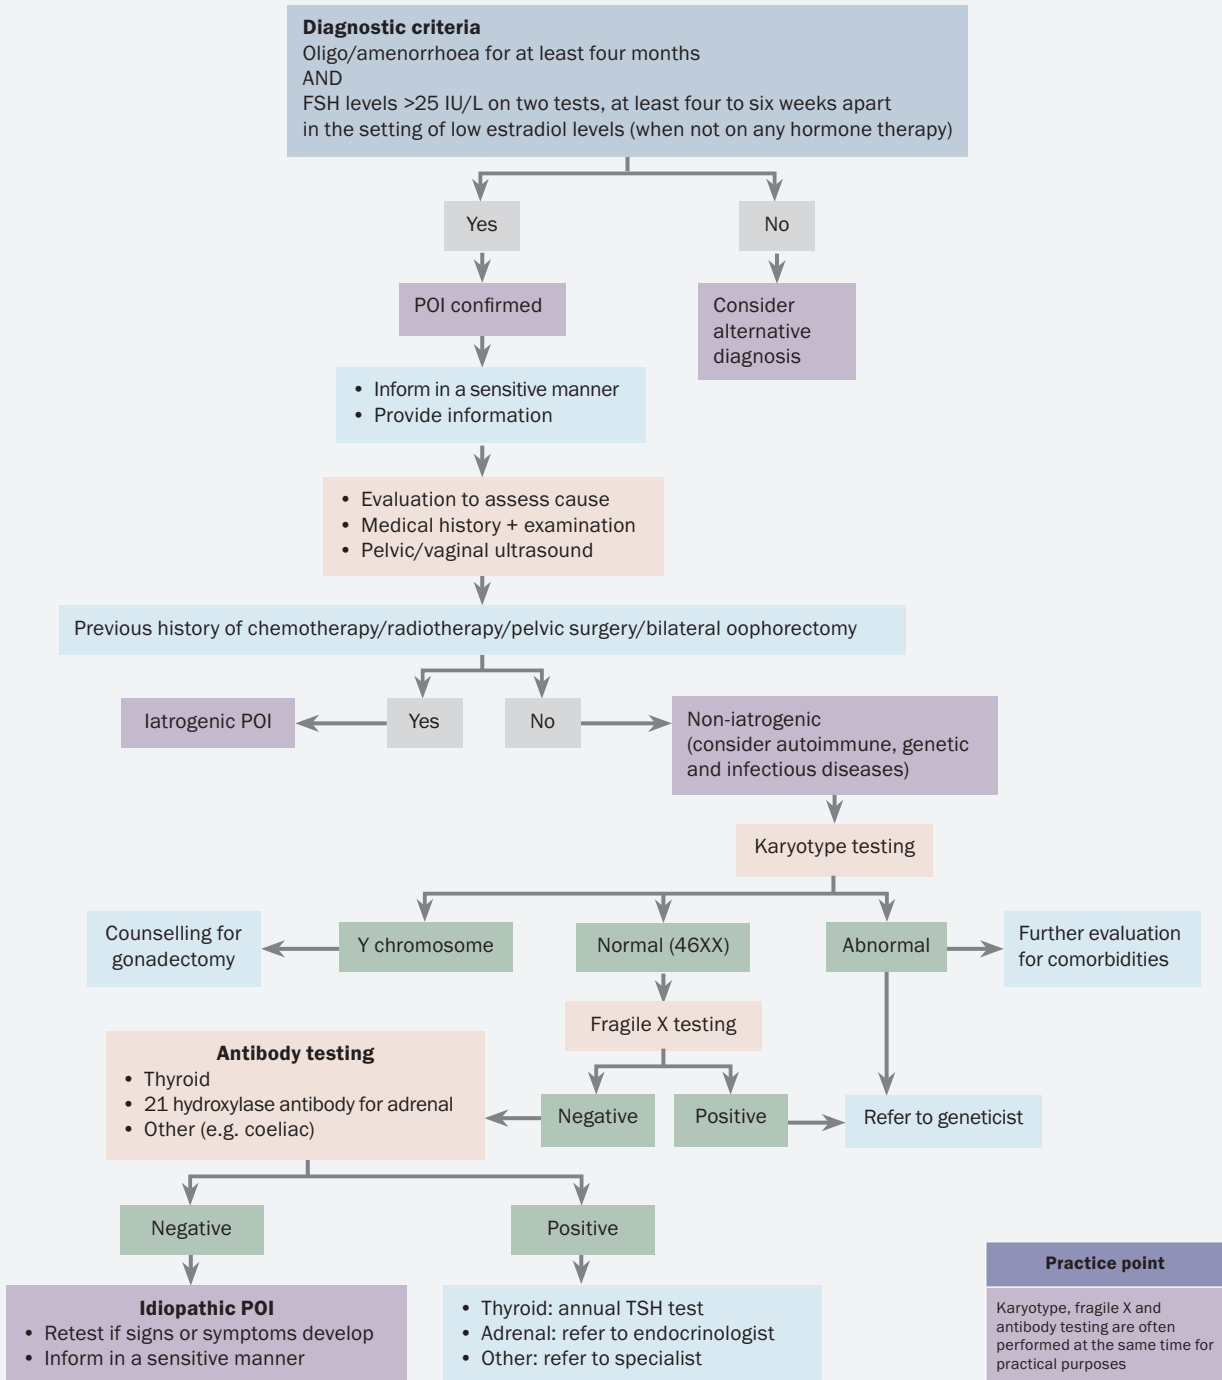 Diagnostic criteria
Oligo/amenorrhoea for at least four months
AND
FSH levels >25 IU/L on two tests, at least four to six weeks apart
in the setting of low estradiol levels (when not on any hormone therapy)
Yes
No
POI confirmed
Consider
alternative
diagnosis
• Inform in a sensitive manner
• Provide information
• Evaluation to assess cause
• Medical history + examination
• Pelvic/vaginal ultrasound
Previous history of chemotherapy/radiotherapy/pelvic surgery/bilateral oophorectomy
Iatrogenic POI
Yes
No
Non-iatrogenic
(consider autoimmune, genetic
and infectious diseases)
Karyotype testing
Counselling for
gonadectomy
Y chromosome
Normal (46XX)
Abnormal
Further evaluation
for comorbidities
Fragile X testing
Antibody testing
• Thyroid
• 21 hydroxylase antibody for adrenal
• Other (e.g. coeliac)
Negative
Positive
Refer to geneticist
Negative
Positive
Idiopathic POI
• Retest if signs or symptoms develop
• Inform in a sensitive manner
• Thyroid: annual TSH test
• Adrenal: refer to endocrinologist
• Other: refer to specialist
Practice point
Karyotype, fragile X and
antibody testing are often
performed at the same time for
practical purposes